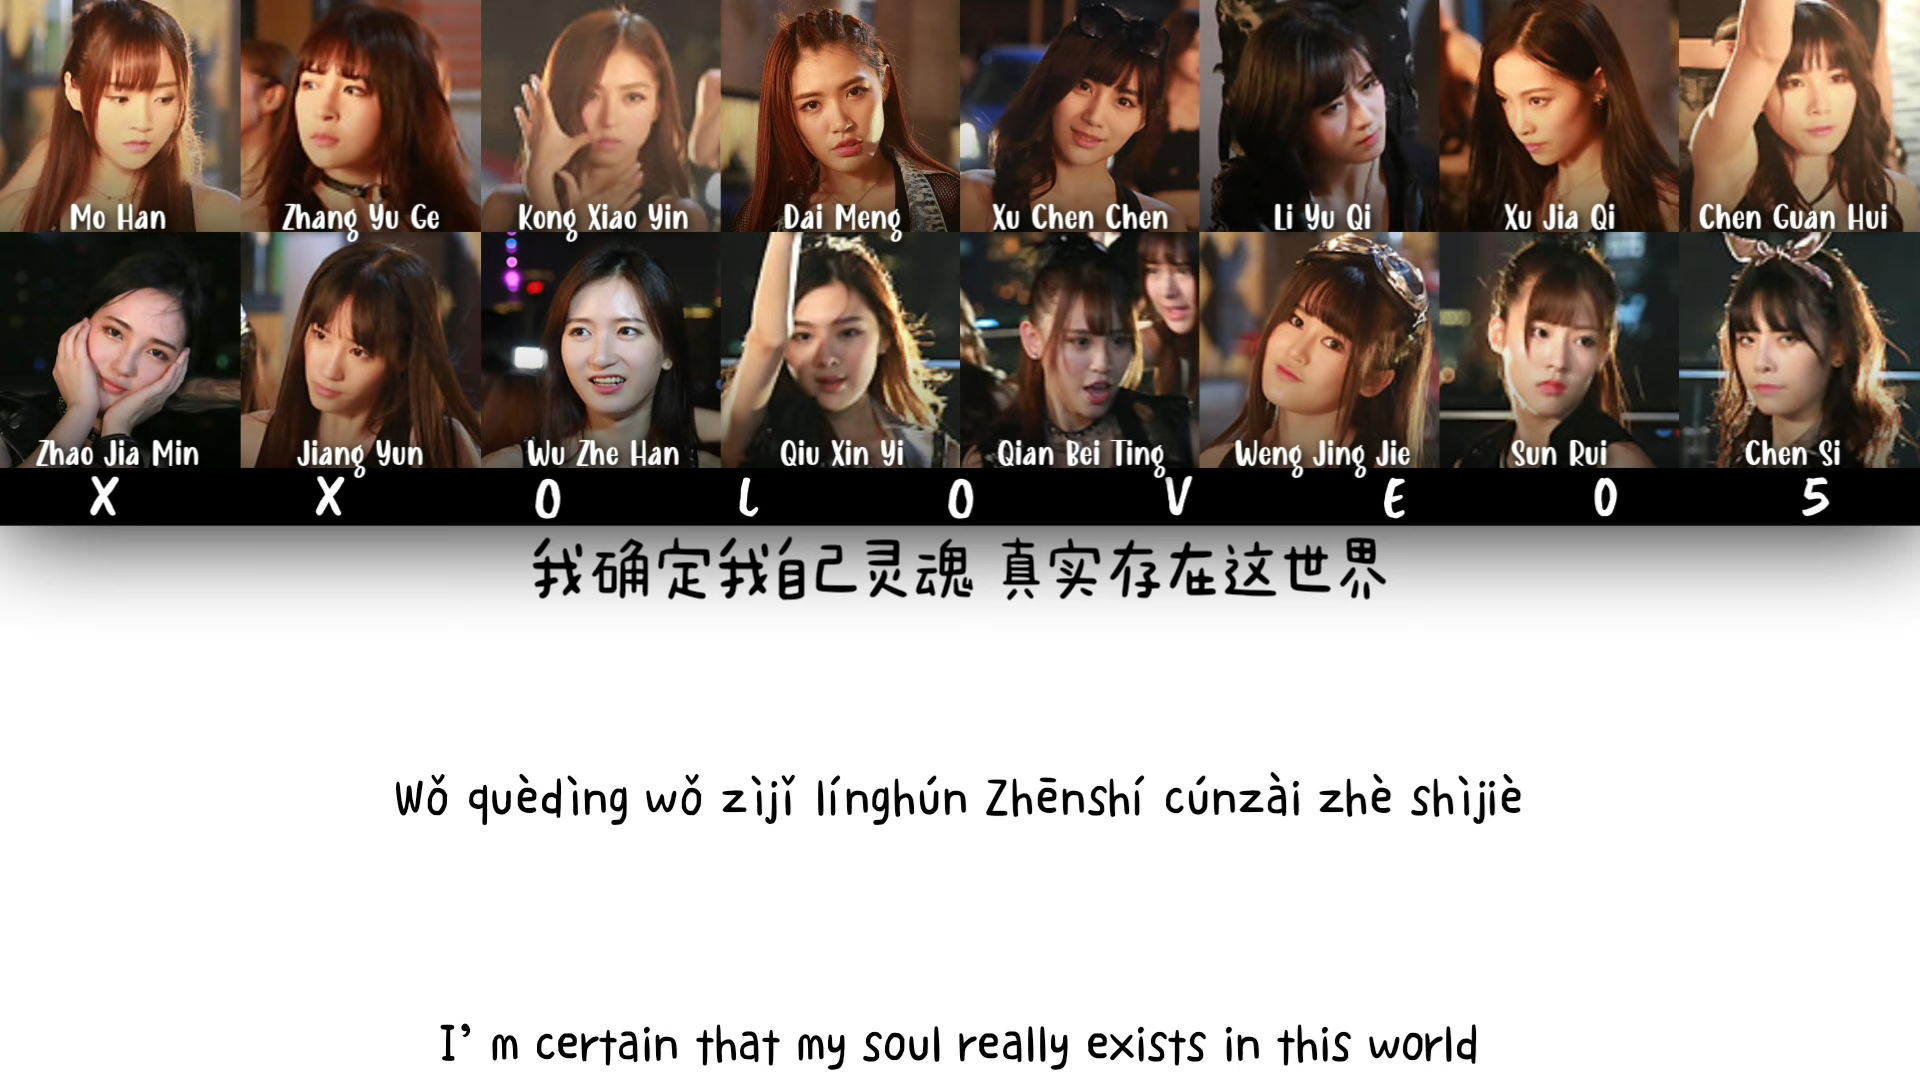 Mo Han Zhang Yu Ge Kong Xiao Yin Dai Meng Xu Chen Chen Li Yu Qi Xu Jia Qi Chen Guan Hui
Zhao Jia Min Jiang Yun Wu Zhe Han Qiu Xin Yi Qian Bei Ting Weng Jing Jie Sun Rui Chen Si
X X O L O V E 0 5
我确定我自己灵魂 真实存在这世界
Wǒ quèdìng wǒ zìjǐ línghún Zhēnshí cúnzài zhè shìjiè
I’m certain that my soul really exists in this world